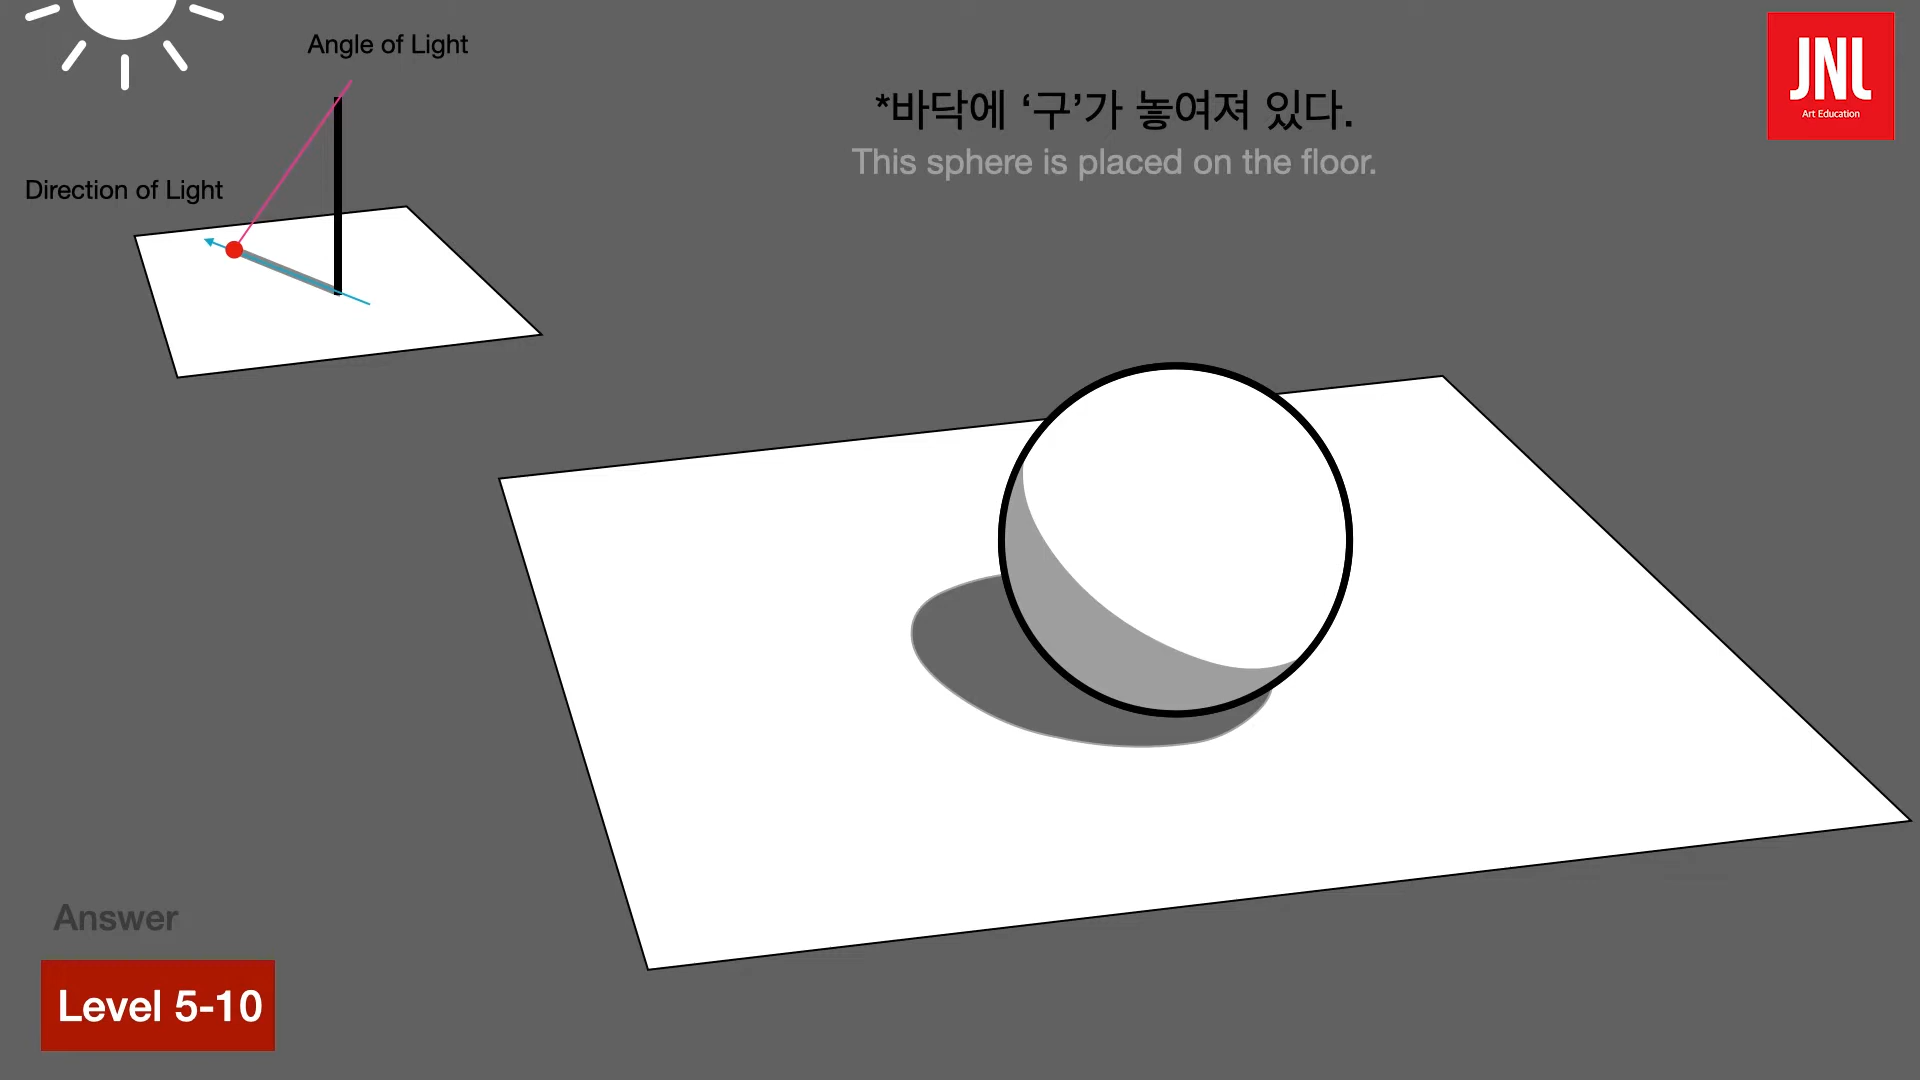 Angle of Light
*바닥에 ‘구’가 놓여져 있다.
This sphere is placed on the floor.
JNL
Art Education
Direction of Light
Answer
Level 5-10